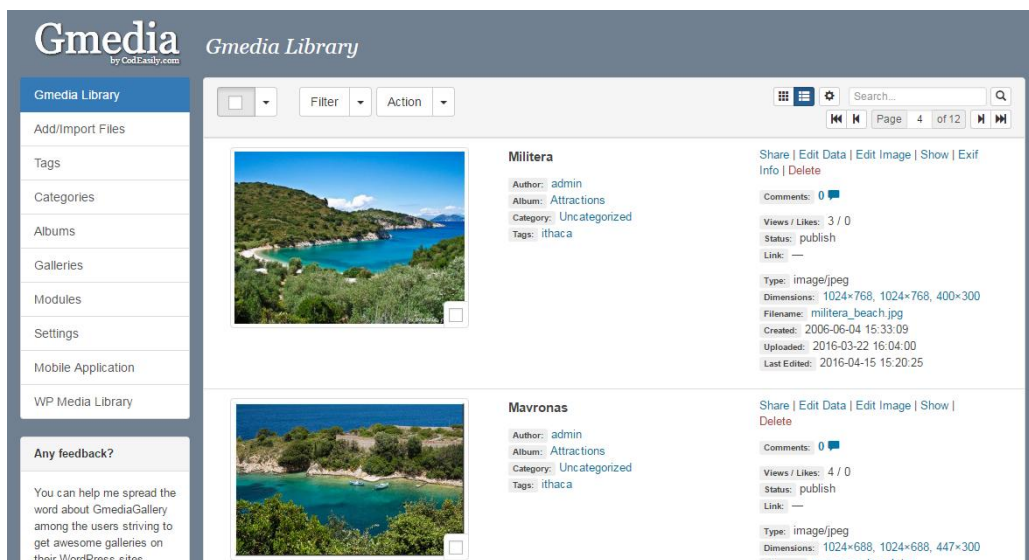 Gmedia
by CodEasily.com
Gmedia Library
Gmedia Library
Add/Import Files
Tags
Categories
Albums
Galleries
Modules
Settings
Mobile Application
WP Media Library
Any feedback?
You can help me spread the
word about GmediaGallery
among the users striving to
get awesome galleries on
their WordPress sites
Filter
Action
Search...
Page 4 of 12
Militera
Author: admin
Album: Attractions
Category: Uncategorized
Tags: ithaca
Share | Edit Data | Edit Image | Show | Exif
Info | Delete
Comments: 0
Views / Likes: 3 / 0
Status: publish
Link: —
Type: image/jpeg
Dimensions: 1024×768, 1024×768, 400×300
Filename: militera_beach.jpg
Created: 2006-06-04 15:33:09
Uploaded: 2016-03-22 16:04:00
Last Edited: 2016-04-15 15:20:25
Mavronas
Author: admin
Album: Attractions
Category: Uncategorized
Tags: ithaca
Share | Edit Data | Edit Image | Show |
Delete
Comments: 0
Views / Likes: 4 / 0
Status: publish
Link: —
Type: image/jpeg
Dimensions: 1024×688, 1024×688, 447×300